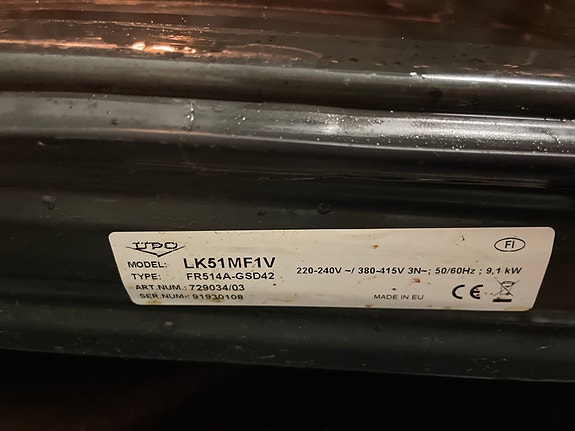 UPO
FI
MODEL: LK51MF1V
TYPE: FR514A-GSD42 220-240V ~/ 380-415V 3N~; 50/60Hz ; 9,1 kW
ART.NUM.: 729034/03
SER.NUM.: 91930108 MADE IN EU CE